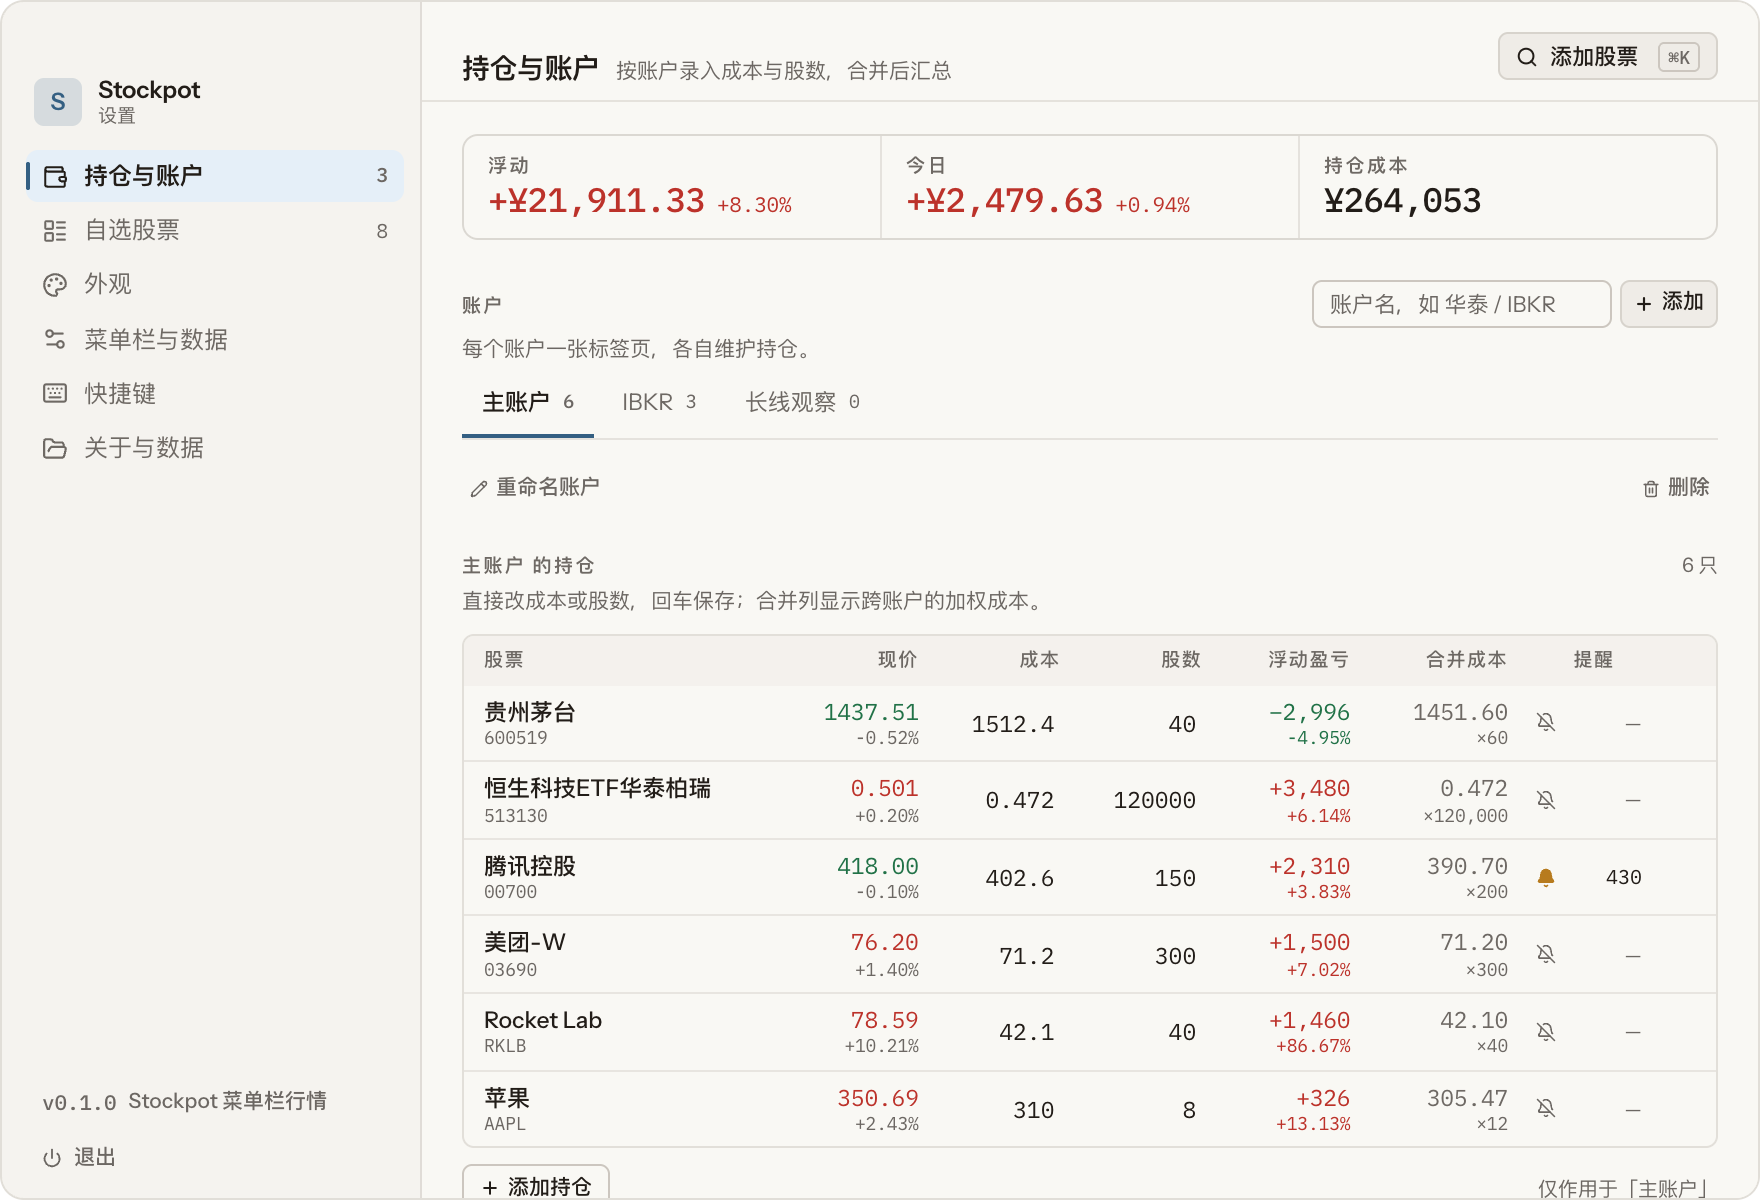 Stockpot
设置
持仓与账户 3
自选股票 8
外观
菜单栏与数据
快捷键
关于与数据
v0.1.0 Stockpot 菜单栏行情
退出
持仓与账户 按账户录入成本与股数，合并后汇总
添加股票 ⌘K
浮动
+¥21,911.33 +8.30%
今日
+¥2,479.63 +0.94%
持仓成本
¥264,053
账户
每个账户一张标签页，各自维护持仓。
账户名，如 华泰 / IBKR
+ 添加
主账户 6 IBKR 3 长线观察 0
重命名账户 删除
主账户 的持仓 6 只
直接改成本或股数，回车保存；合并列显示跨账户的加权成本。
股票 现价 成本 股数 浮动盈亏 合并成本 提醒
贵州茅台 1437.51 1512.4 40 −2,996 1451.60 —
600519 -0.52% -4.95% ×60
恒生科技ETF华泰柏瑞 0.501 0.472 120000 +3,480 0.472 —
513130 +0.20% +6.14% ×120,000
腾讯控股 418.00 402.6 150 +2,310 390.70 430
00700 -0.10% +3.83% ×200
美团-W 76.20 71.2 300 +1,500 71.20 —
03690 +1.40% +7.02% ×300
Rocket Lab 78.59 42.1 40 +1,460 42.10 —
RKLB +10.21% +86.67% ×40
苹果 350.69 310 8 +326 305.47 —
AAPL +2.43% +13.13% ×12
+ 添加持仓 仅作用于「主账户」